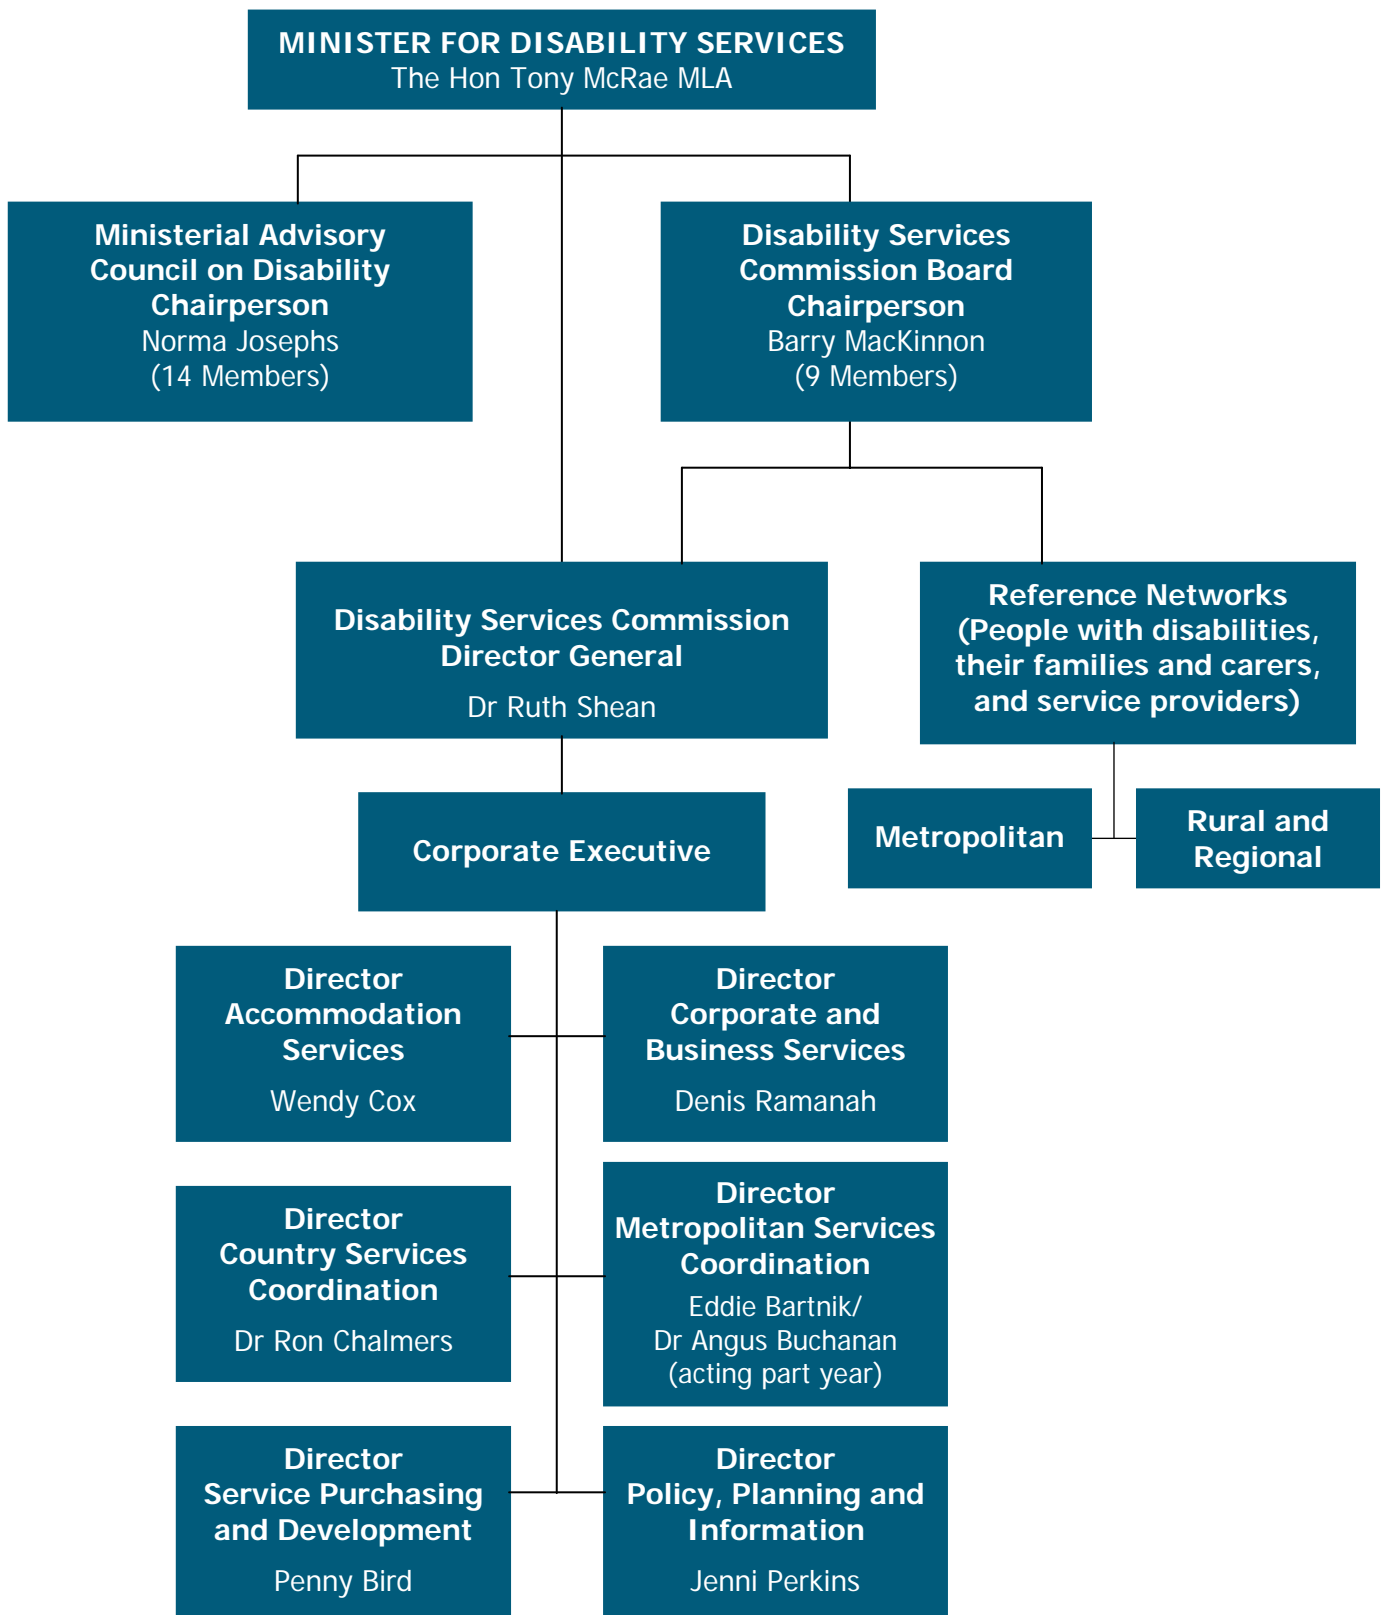 MINISTER FOR DISABILITY SERVICES
The Hon Tony McRae MLA
Ministerial Advisory
Council on Disability
Chairperson
Norma Josephs
(14 Members)
Disability Services
Commission Board
Chairperson
Barry MacKinnon
(9 Members)
Disability Services Commission
Director General
Dr Ruth Shean
Reference Networks
(People with disabilities,
their families and carers,
and service providers)
Corporate Executive
Metropolitan
Rural and
Regional
Director
Accommodation
Services
Wendy Cox
Director
Corporate and
Business Services
Denis Ramanah
Director
Country Services
Coordination
Dr Ron Chalmers
Director
Metropolitan Services
Coordination
Eddie Bartnik/
Dr Angus Buchanan
(acting part year)
Director
Service Purchasing
and Development
Penny Bird
Director
Policy, Planning and
Information
Jenni Perkins